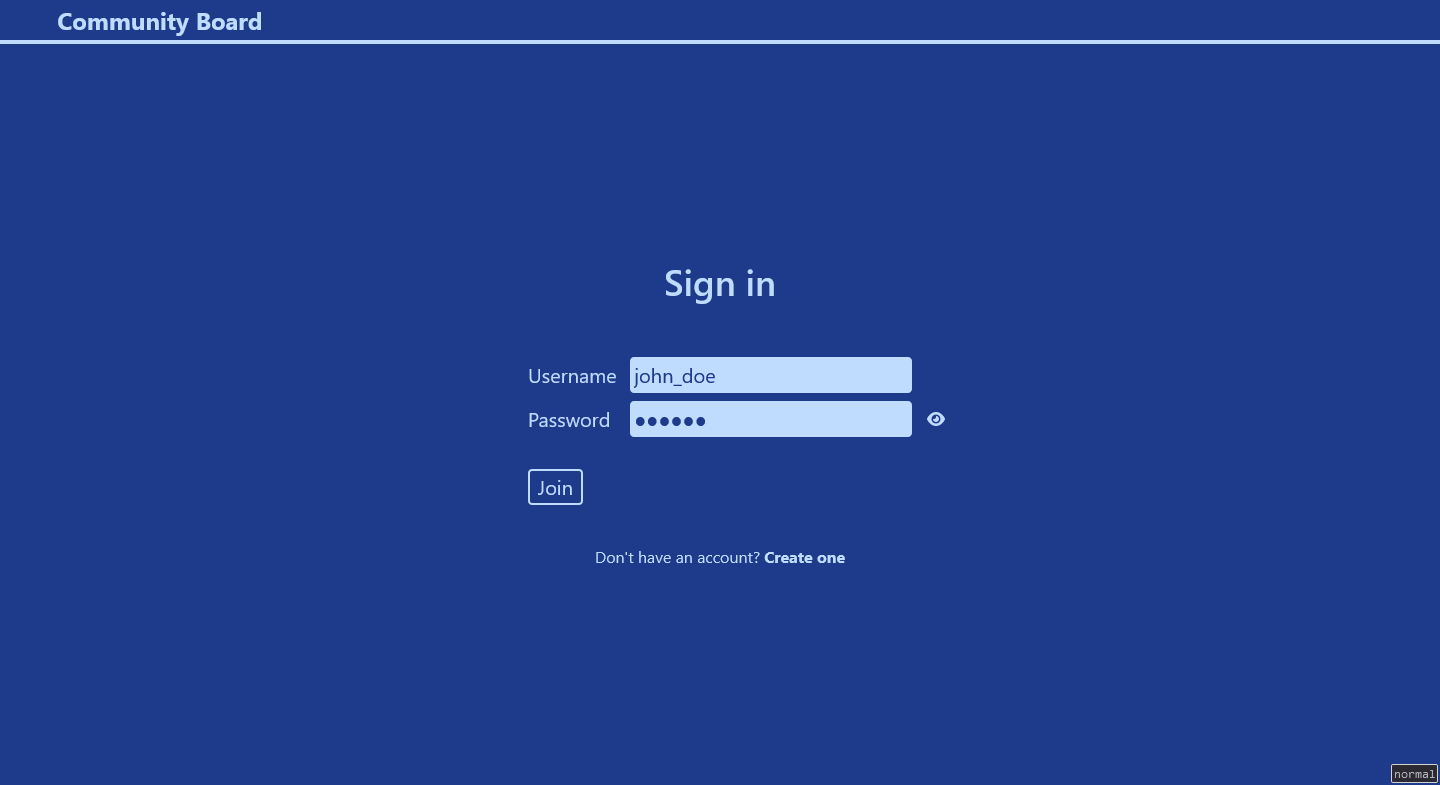 Community Board
Sign in
Username john_doe
Password ●●●●●●
Join
Don't have an account? Create one
normal